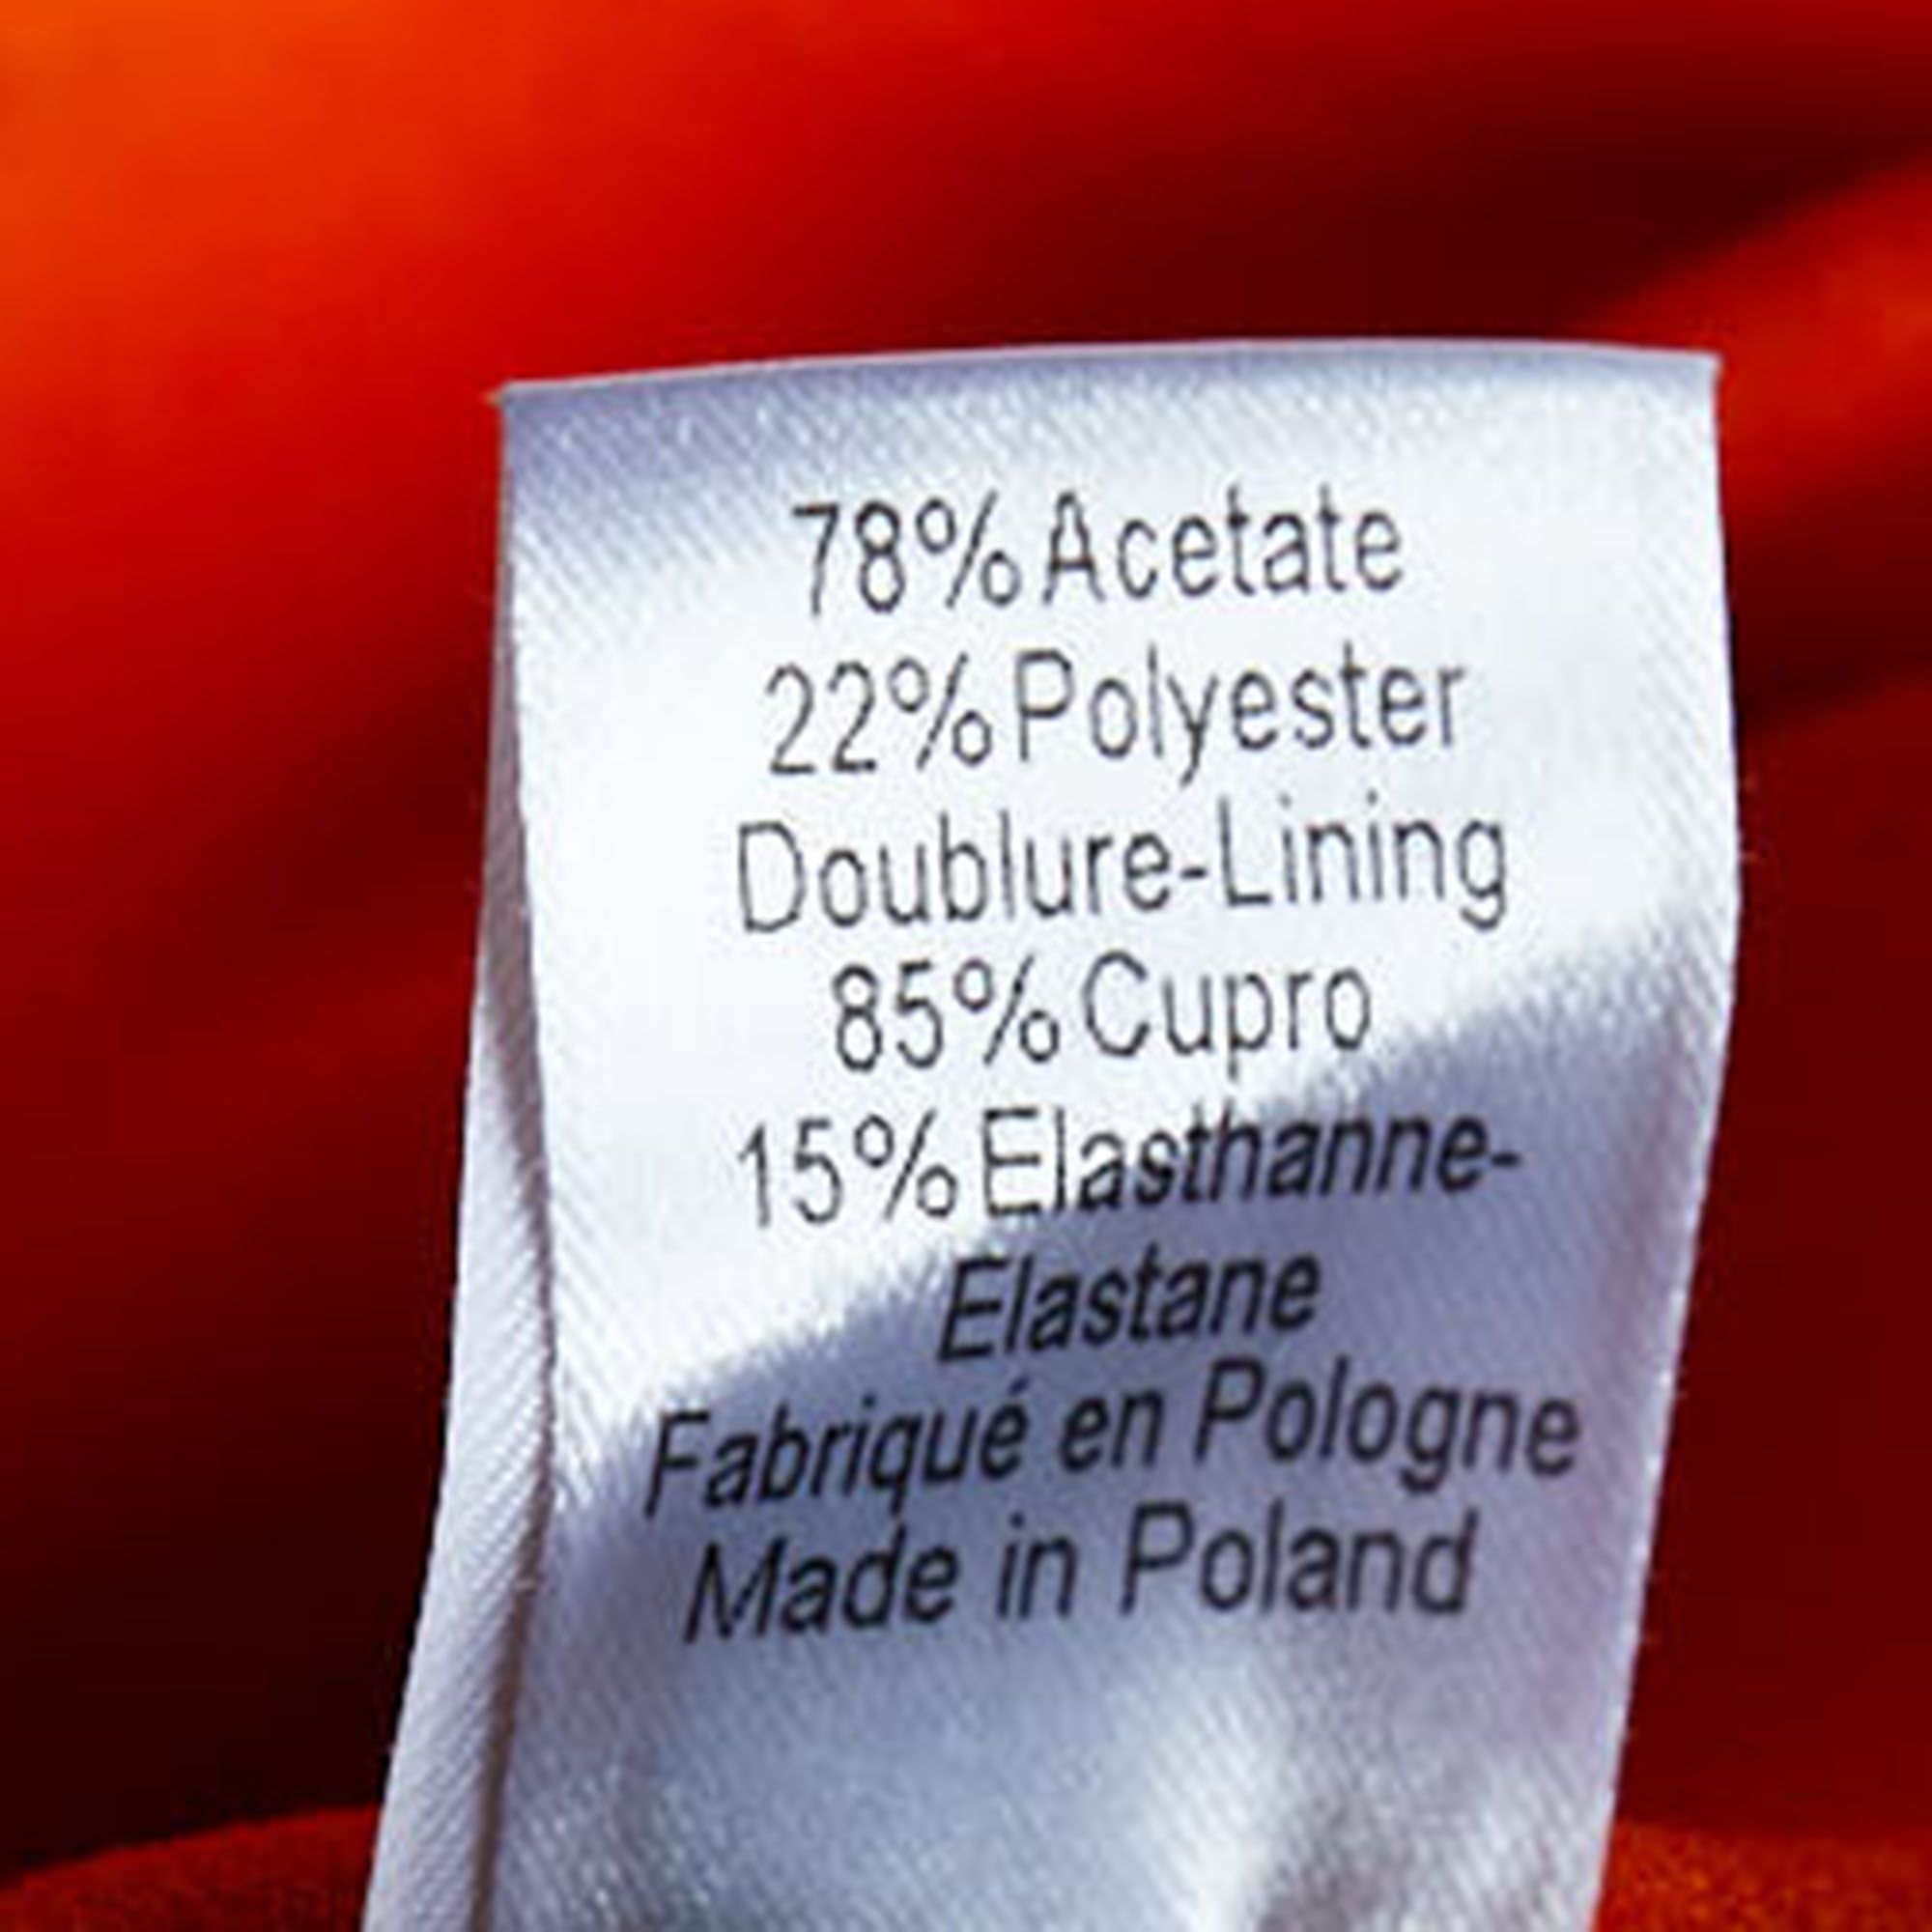 78% Acetate
22% Polyester
Doublure-Lining
85% Cupro
15% Elasthanne-
Elastane
Fabriqué en Pologne
Made in Poland